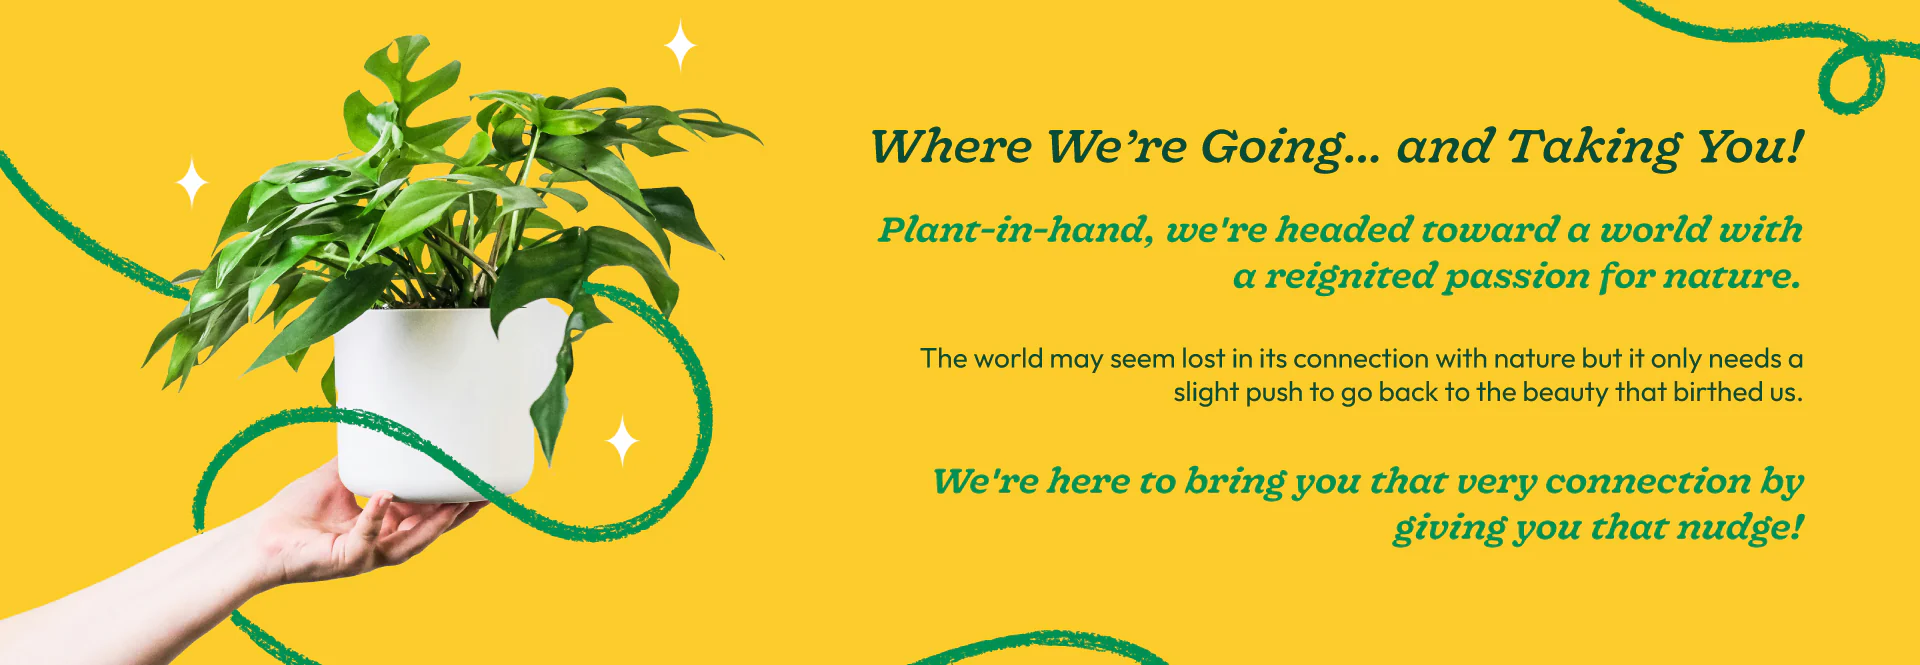 Where We’re Going... and Taking You!
Plant-in-hand, we're headed toward a world with
a reignited passion for nature.
The world may seem lost in its connection with nature but it only needs a
slight push to go back to the beauty that birthed us.
We're here to bring you that very connection by
giving you that nudge!